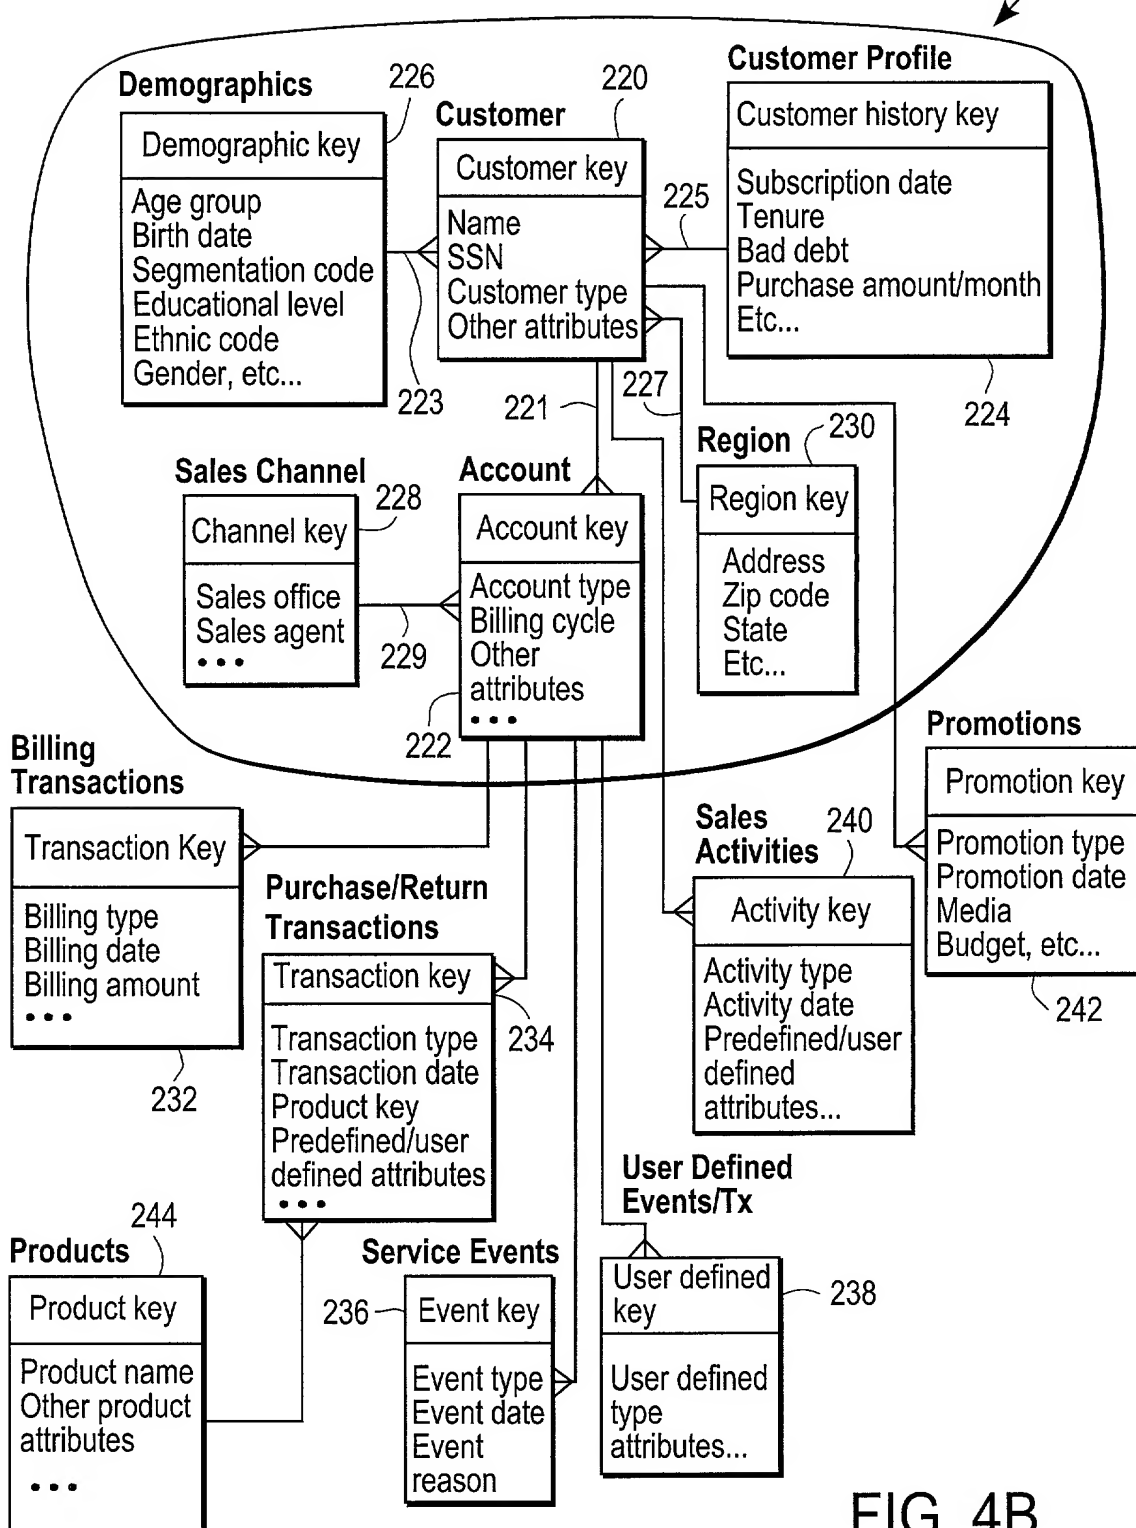 Demographics
226
Demographic key
Age group
Birth date
Segmentation code
Educational level
Ethnic code
Gender, etc...
223
Customer
220
Customer key
Name
SSN
Customer type
Other attributes
225
Customer Profile
Customer history key
Subscription date
Tenure
Bad debt
Purchase amount/month
Etc...
224
221
227
Sales Channel
228
Channel key
Sales office
Sales agent
•••
229
Account
Account key
Account type
Billing cycle
Other
attributes
•••
222
Region
230
Region key
Address
Zip code
State
Etc...
Billing
Transactions
Transaction Key
Billing type
Billing date
Billing amount
•••
232
Purchase/Return
Transactions
Transaction key
Transaction type
Transaction date
Product key
Predefined/user
defined attributes
•••
234
Sales
Activities
240
Activity key
Activity type
Activity date
Predefined/user
defined
attributes...
Promotions
Promotion key
Promotion type
Promotion date
Media
Budget, etc...
242
244
Products
Product key
Product name
Other product
attributes
•••
Service Events
236
Event key
Event type
Event date
Event
reason
User Defined
Events/Tx
User defined
key
User defined
type
attributes...
238
FIG. 4B